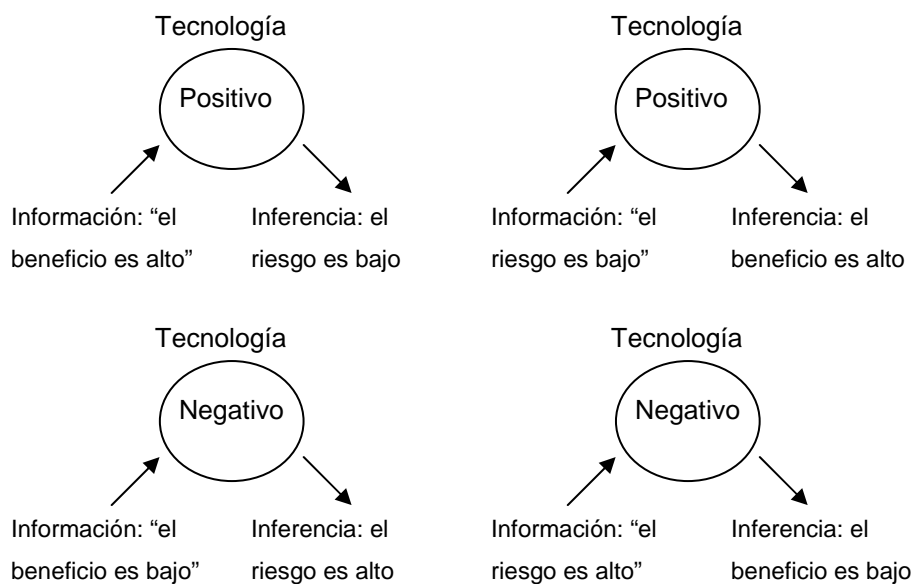 Tecnología
Positivo
Información: “el
beneficio es alto”
Inferencia: el
riesgo es bajo
Tecnología
Positivo
Información: “el
riesgo es bajo”
Inferencia: el
beneficio es alto
Tecnología
Negativo
Información: “el
beneficio es bajo”
Inferencia: el
riesgo es alto
Tecnología
Negativo
Información: “el
riesgo es alto”
Inferencia: el
beneficio es bajo